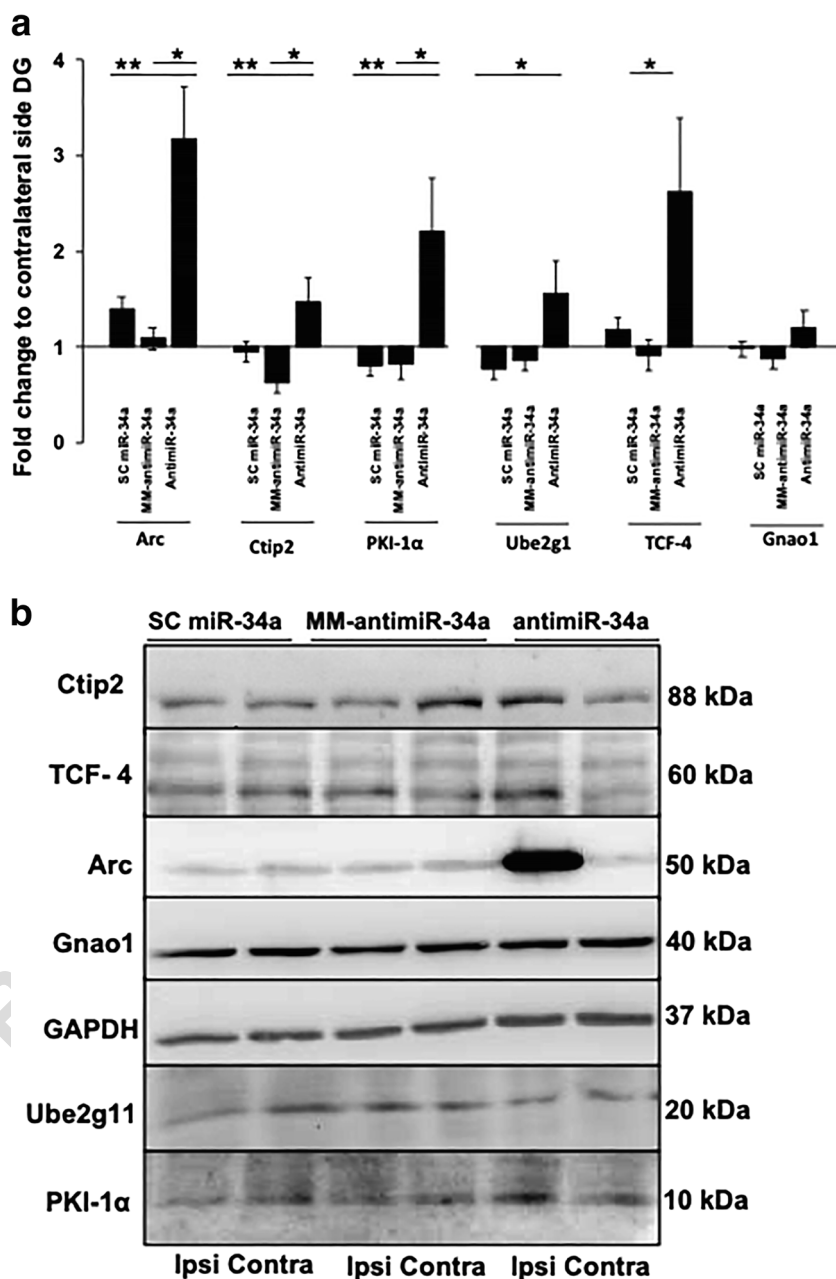 a
** * ** * ** * * *
Fold change to contralateral side DG
4
3
2
1
0
SC miR-34a MM-antimiR-34a AntimiR-34a
SC miR-34a MM-antimiR-34a AntimiR-34a
SC miR-34a MM-antimiR-34a AntimiR-34a
SC miR-34a MM-antimiR-34a AntimiR-34a
SC miR-34a MM-antimiR-34a AntimiR-34a
SC miR-34a MM-antimiR-34a AntimiR-34a
Arc Ctip2 PKI-1α Ube2g1 TCF-4 Gnao1
b
SC miR-34a MM-antimiR-34a antimiR-34a
Ctip2 88 kDa
TCF- 4 60 kDa
Arc 50 kDa
Gnao1 40 kDa
GAPDH 37 kDa
Ube2g11 20 kDa
PKI-1α 10 kDa
Ipsi Contra Ipsi Contra Ipsi Contra